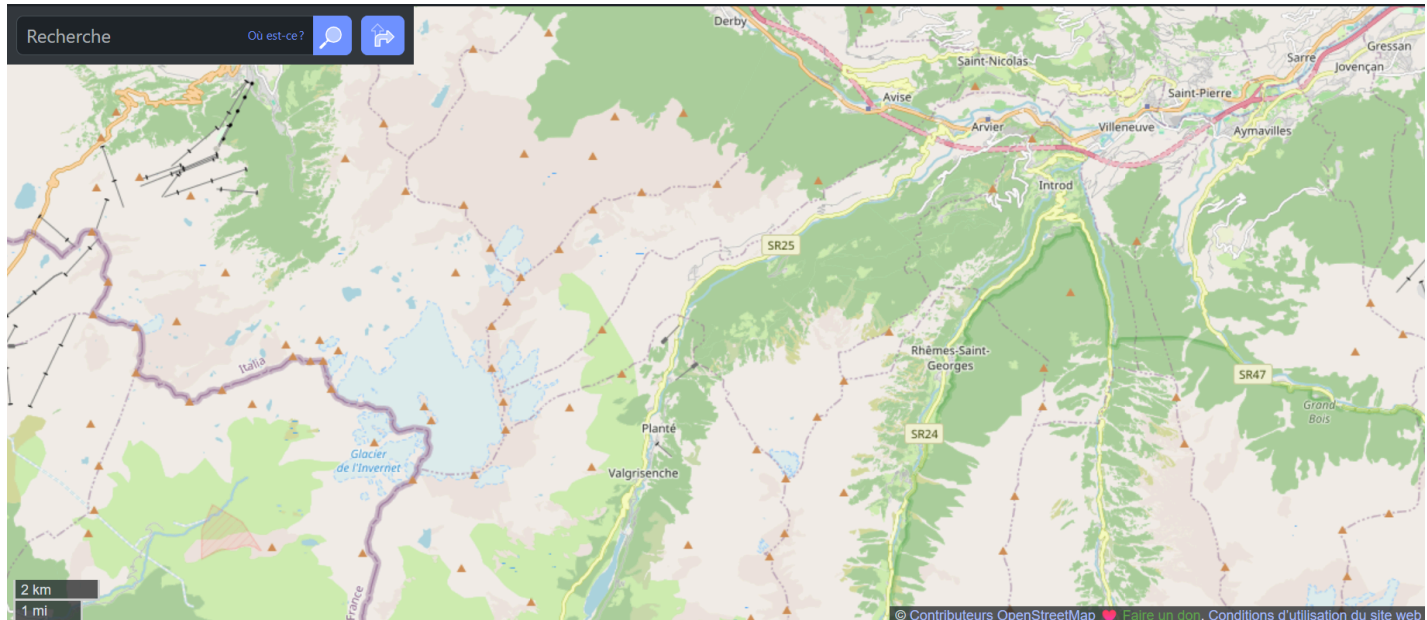 Recherche
Où est-ce ?
Derby
Gressan
Sarre
Jovençan
Saint-Nicolas
Saint-Pierre
Avise
Arvier
Villeneuve
Aymavilles
Introd
SR25
Italia
Rhêmes-Saint-
Georges
SR47
Grand
Bois
Planté
SR24
Glacier
de l'Invernet
Valgrisenche
France
2 km
1 mi
© Contributeurs OpenStreetMap ❤ Faire un don. Conditions d’utilisation du site web